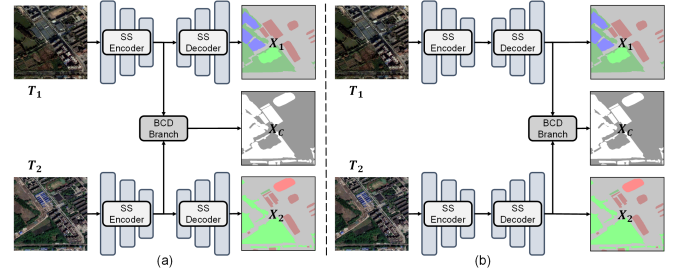 SS
Encoder
SS
Decoder
X1
T1
BCD
Branch
XC
T2
SS
Encoder
SS
Decoder
X2
(a)
SS
Encoder
SS
Decoder
X1
T1
BCD
Branch
XC
T2
SS
Encoder
SS
Decoder
X2
(b)